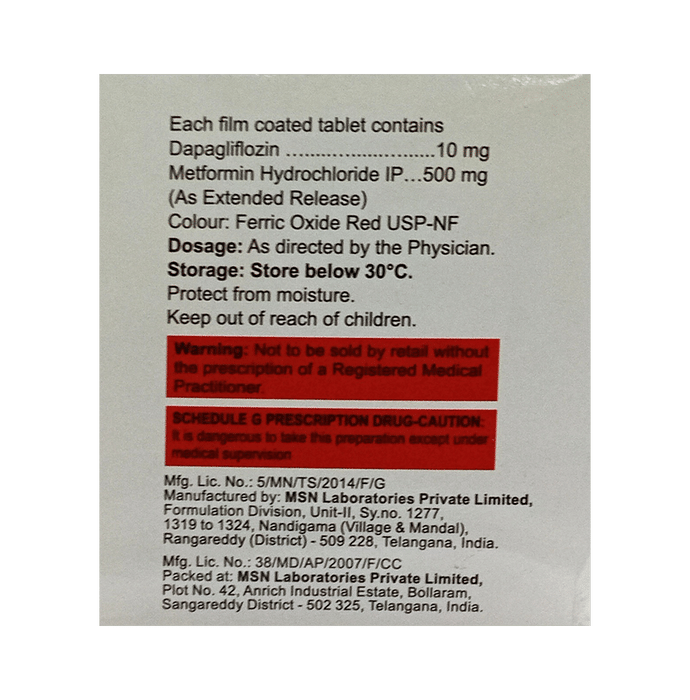 Each film coated tablet contains
Dapagliflozin ..............................10 mg
Metformin Hydrochloride IP...500 mg
(As Extended Release)
Colour: Ferric Oxide Red USP-NF
Dosage: As directed by the Physician.
Storage: Store below 30°C.
Protect from moisture.
Keep out of reach of children.
Warning: Not to be sold by retail without
the prescription of a Registered Medical
Practitioner.
SCHEDULE G PRESCRIPTION DRUG-CAUTION:
It is dangerous to take this preparation except under
medical supervision
Mfg. Lic. No.: 5/MN/TS/2014/F/G
Manufactured by: MSN Laboratories Private Limited,
Formulation Division, Unit-II, Sy.no. 1277,
1319 to 1324, Nandigama (Village & Mandal),
Rangareddy (District) - 509 228, Telangana, India.
Mfg. Lic. No.: 38/MD/AP/2007/F/CC
Packed at: MSN Laboratories Private Limited,
Plot No. 42, Anrich Industrial Estate, Bollaram,
Sangareddy District - 502 325, Telangana, India.